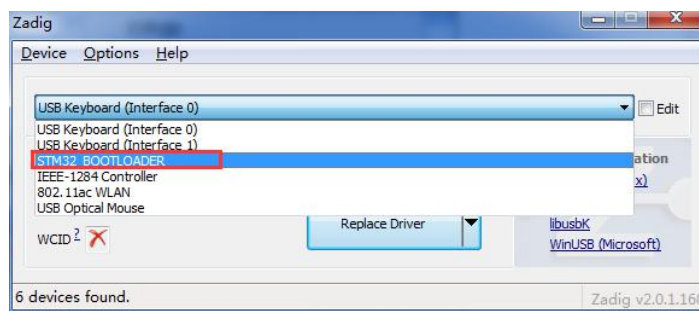 Zadig
Device Options Help
USB Keyboard (Interface 0)
Edit
USB Keyboard (Interface 0)
USB Keyboard (Interface 1)
STM32 BOOTLOADER
ation
IEEE-1284 Controller
x)
802.11ac WLAN
USB Optical Mouse
Replace Driver
libusbK
WCID ?
WinUSB (Microsoft)
6 devices found.
Zadig v2.0.1.160